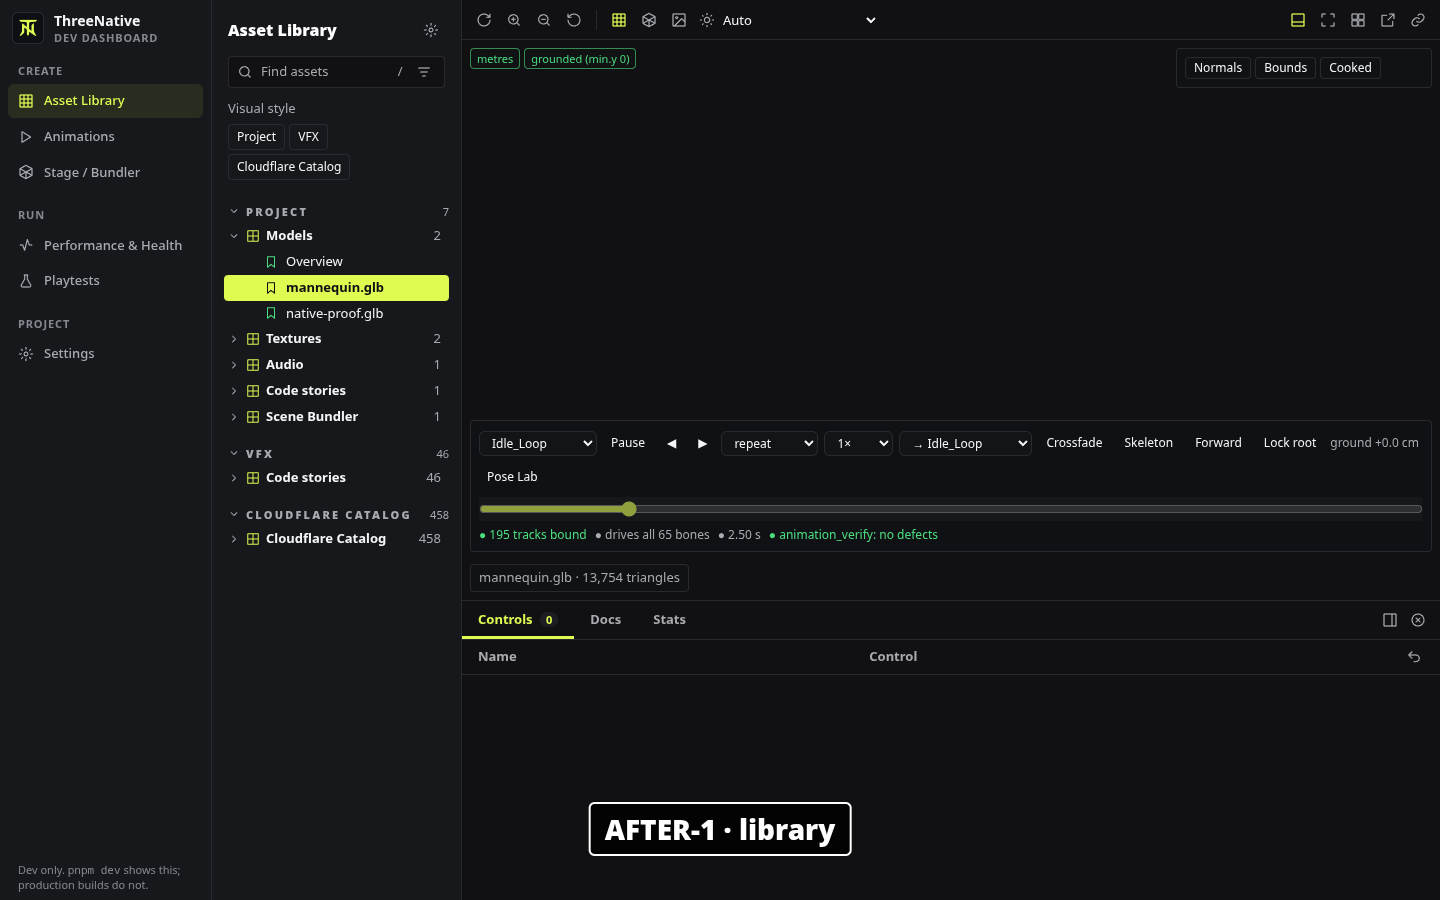 ThreeNative
DEV DASHBOARD
CREATE
Asset Library
Animations
Stage / Bundler
RUN
Performance & Health
Playtests
PROJECT
Settings
Dev only. pnpm dev shows this;
production builds do not.
Asset Library
Find assets /
Visual style
Project VFX
Cloudflare Catalog
PROJECT 7
Models 2
Overview
mannequin.glb
native-proof.glb
Textures 2
Audio 1
Code stories 1
Scene Bundler 1
VFX 46
Code stories 46
CLOUDFLARE CATALOG 458
Cloudflare Catalog 458
Auto
metres grounded (min.y 0)
Normals Bounds Cooked
Idle_Loop Pause ◀ ▶ repeat 1× → Idle_Loop Crossfade Skeleton Forward Lock root ground +0.0 cm
Pose Lab
● 195 tracks bound ● drives all 65 bones ● 2.50 s ● animation_verify: no defects
mannequin.glb · 13,754 triangles
Controls 0 Docs Stats
Name Control
AFTER-1 · library